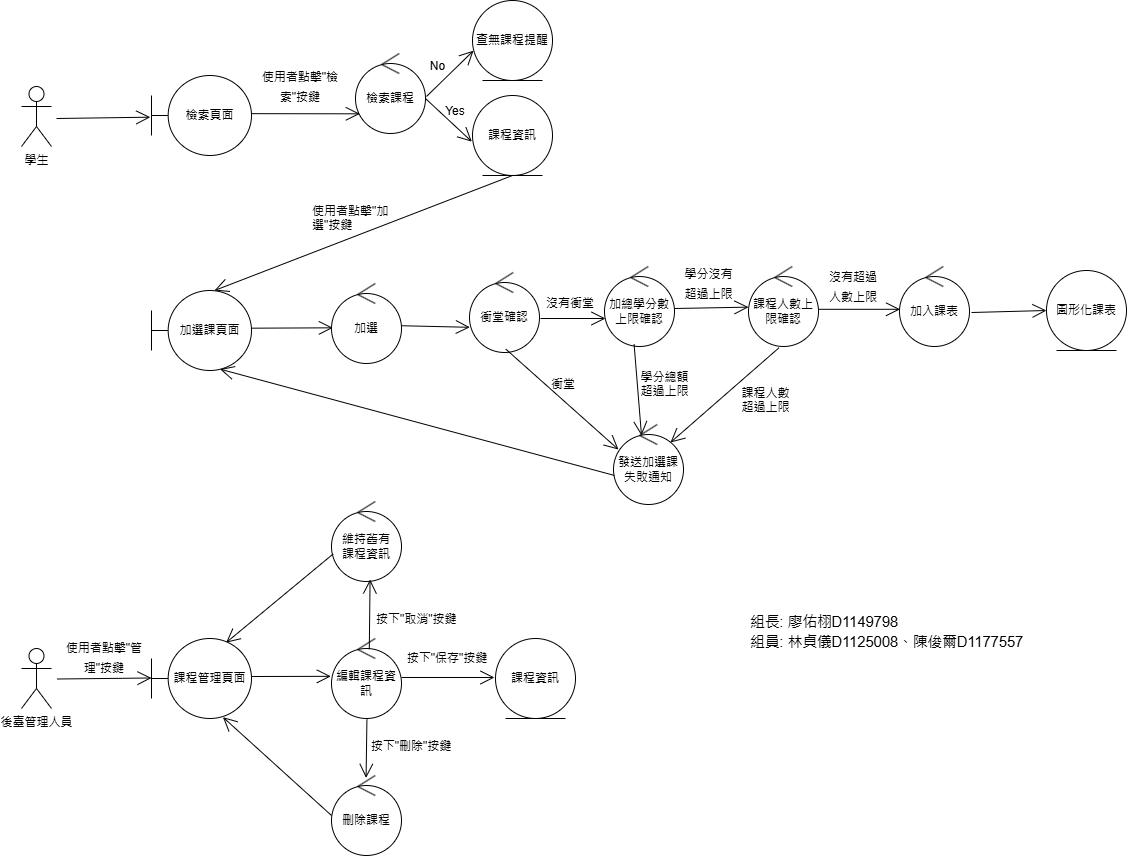 查無課程提醒
No
使用者點擊"檢
索"按鍵
檢索課程
Yes
檢索頁面
課程資訊
學生
使用者點擊"加
選"按鍵
學分沒有
超過上限
沒有超過
人數上限
加選課頁面
加選
衝堂確認
沒有衝堂
加總學分數
上限確認
課程人數上
限確認
加入課表
圖形化課表
衝堂
學分總額
超過上限
課程人數
超過上限
發送加選課
失敗通知
維持舊有
課程資訊
按下"取消"按鍵
組長: 廖佑栩D1149798
組員: 林貞儀D1125008、陳俊爾D1177557
使用者點擊"管
理"按鍵
課程管理頁面
編輯課程資
訊
按下"保存"按鍵
課程資訊
後臺管理人員
按下"刪除"按鍵
刪除課程